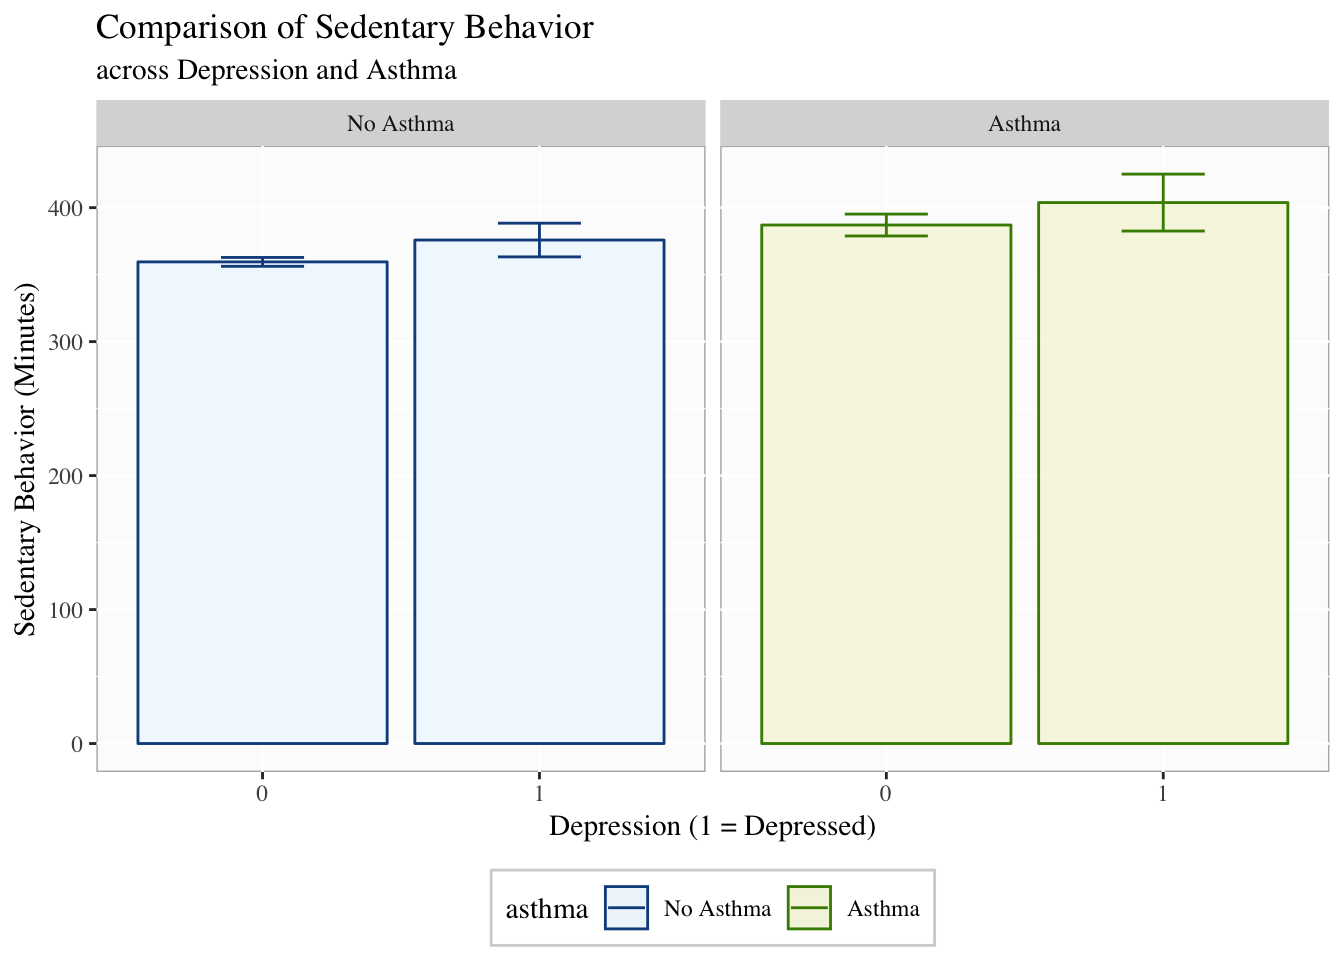 Comparison of Sedentary Behavior
across Depression and Asthma
No Asthma
Asthma
Sedentary Behavior (Minutes)
400
300
200
100
0
0
1
0
1
Depression (1 = Depressed)
asthma No Asthma Asthma